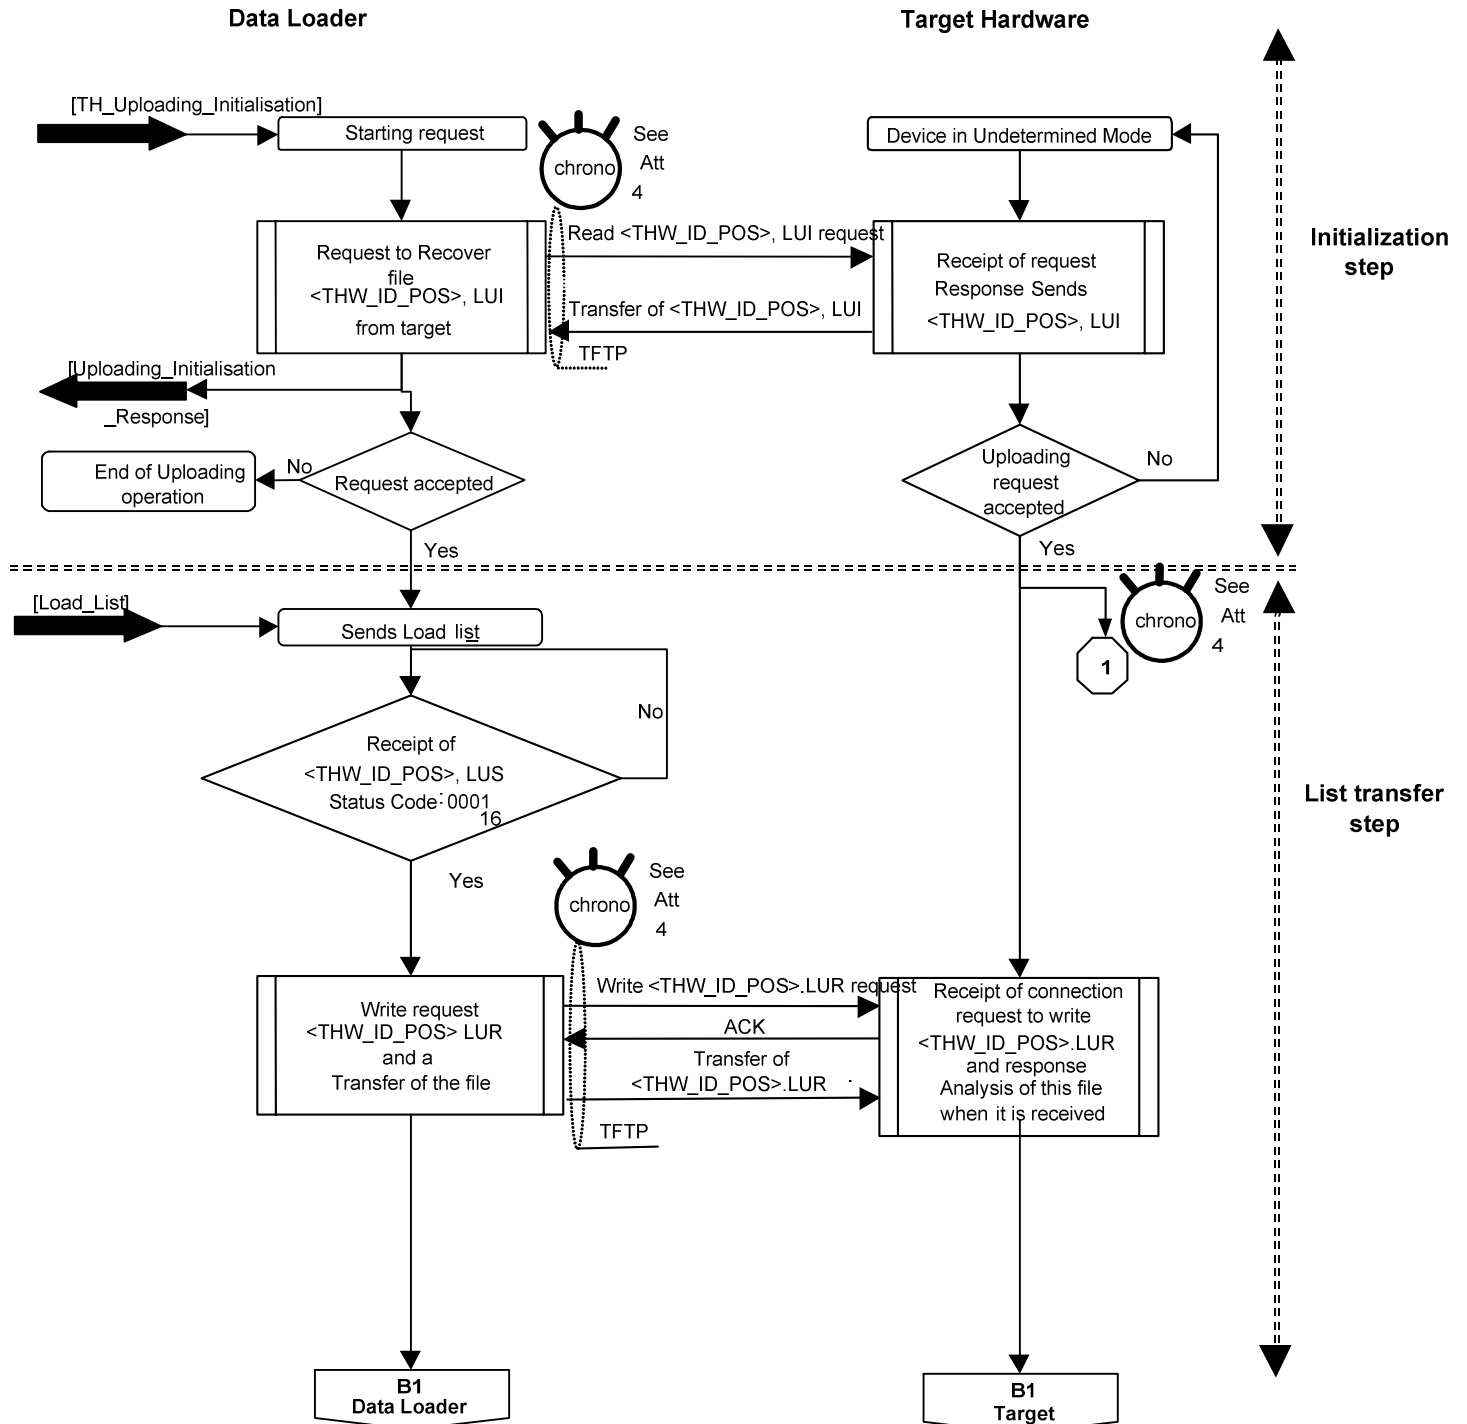 Data Loader
Target Hardware
[TH_Uploading_Initialisation]
Starting request
chrono
See
Att
4
Device in Undetermined Mode
Request to Recover
file
<THW_ID_POS>, LUI
from target
Read <THW_ID_POS>, LUI request
Transfer of <THW_ID_POS>, LUI
TFTP
Receipt of request
Response Sends
<THW_ID_POS>, LUI
Initialization
step
[Uploading_Initialisation
_Response]
End of Uploading
operation
No
Request accepted
Yes
Uploading
request
accepted
No
Yes
[Load_List]
Sends Load list
chrono
See
Att
4
1
No
Receipt of
<THW_ID_POS>, LUS
Status Code: 0001
16
Yes
List transfer
step
chrono
See
Att
4
Write request
<THW_ID_POS> LUR
and a
Transfer of the file
Write <THW_ID_POS>.LUR request
ACK
Transfer of
<THW_ID_POS>.LUR
TFTP
Receipt of connection
request to write
<THW_ID_POS>.LUR
and response
Analysis of this file
when it is received
B1
Data Loader
B1
Target